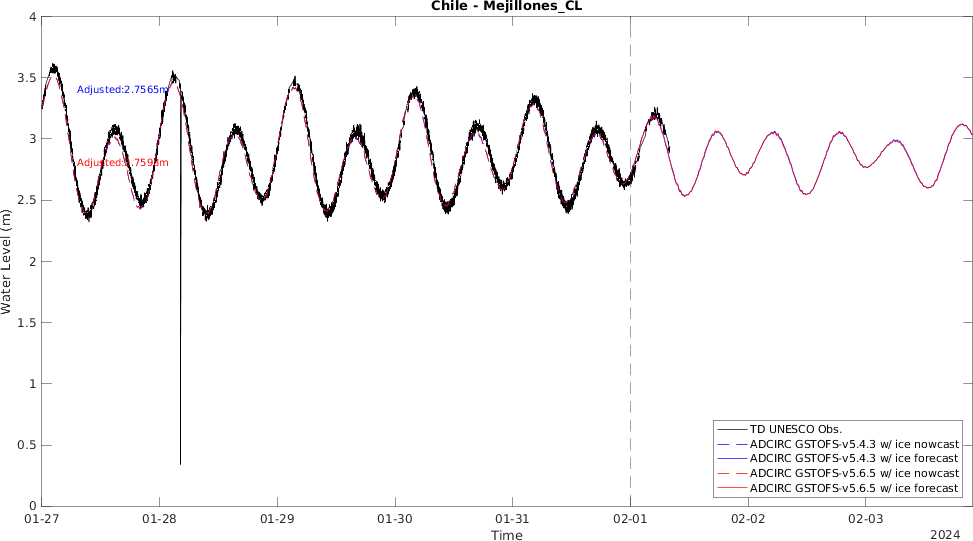 Chile - Mejillones_CL
4
3.5
3
2.5
2
1.5
1
0.5
0
Water Level (m)
Adjusted:2.7565m
TD UNESCO Obs.
ADCIRC GSTOFS-v5.4.3 w/ ice nowcast
ADCIRC GSTOFS-v5.4.3 w/ ice forecast
ADCIRC GSTOFS-v5.6.5 w/ ice nowcast
ADCIRC GSTOFS-v5.6.5 w/ ice forecast
01-27 01-28 01-29 01-30 01-31 02-01 02-02 02-03
Time
2024